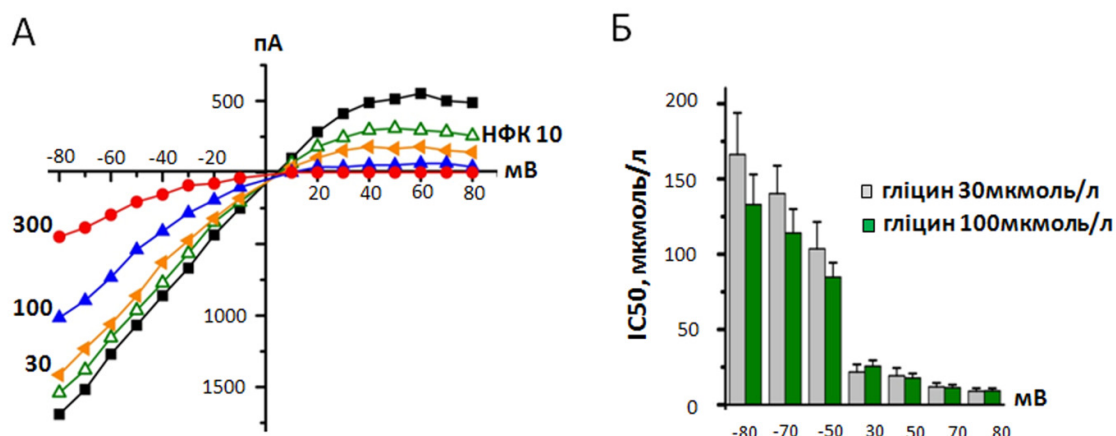 А
пА
500
НФК 10
-80 -60 -40 -20
мВ
20 40 60 80
300
100
30
1000
1500
Б
IC50, мкмоль/л
200
150
100
50
0
гліцин 30мкмоль/л
гліцин 100мкмоль/л
мВ
-80 -70 -50 30 50 70 80